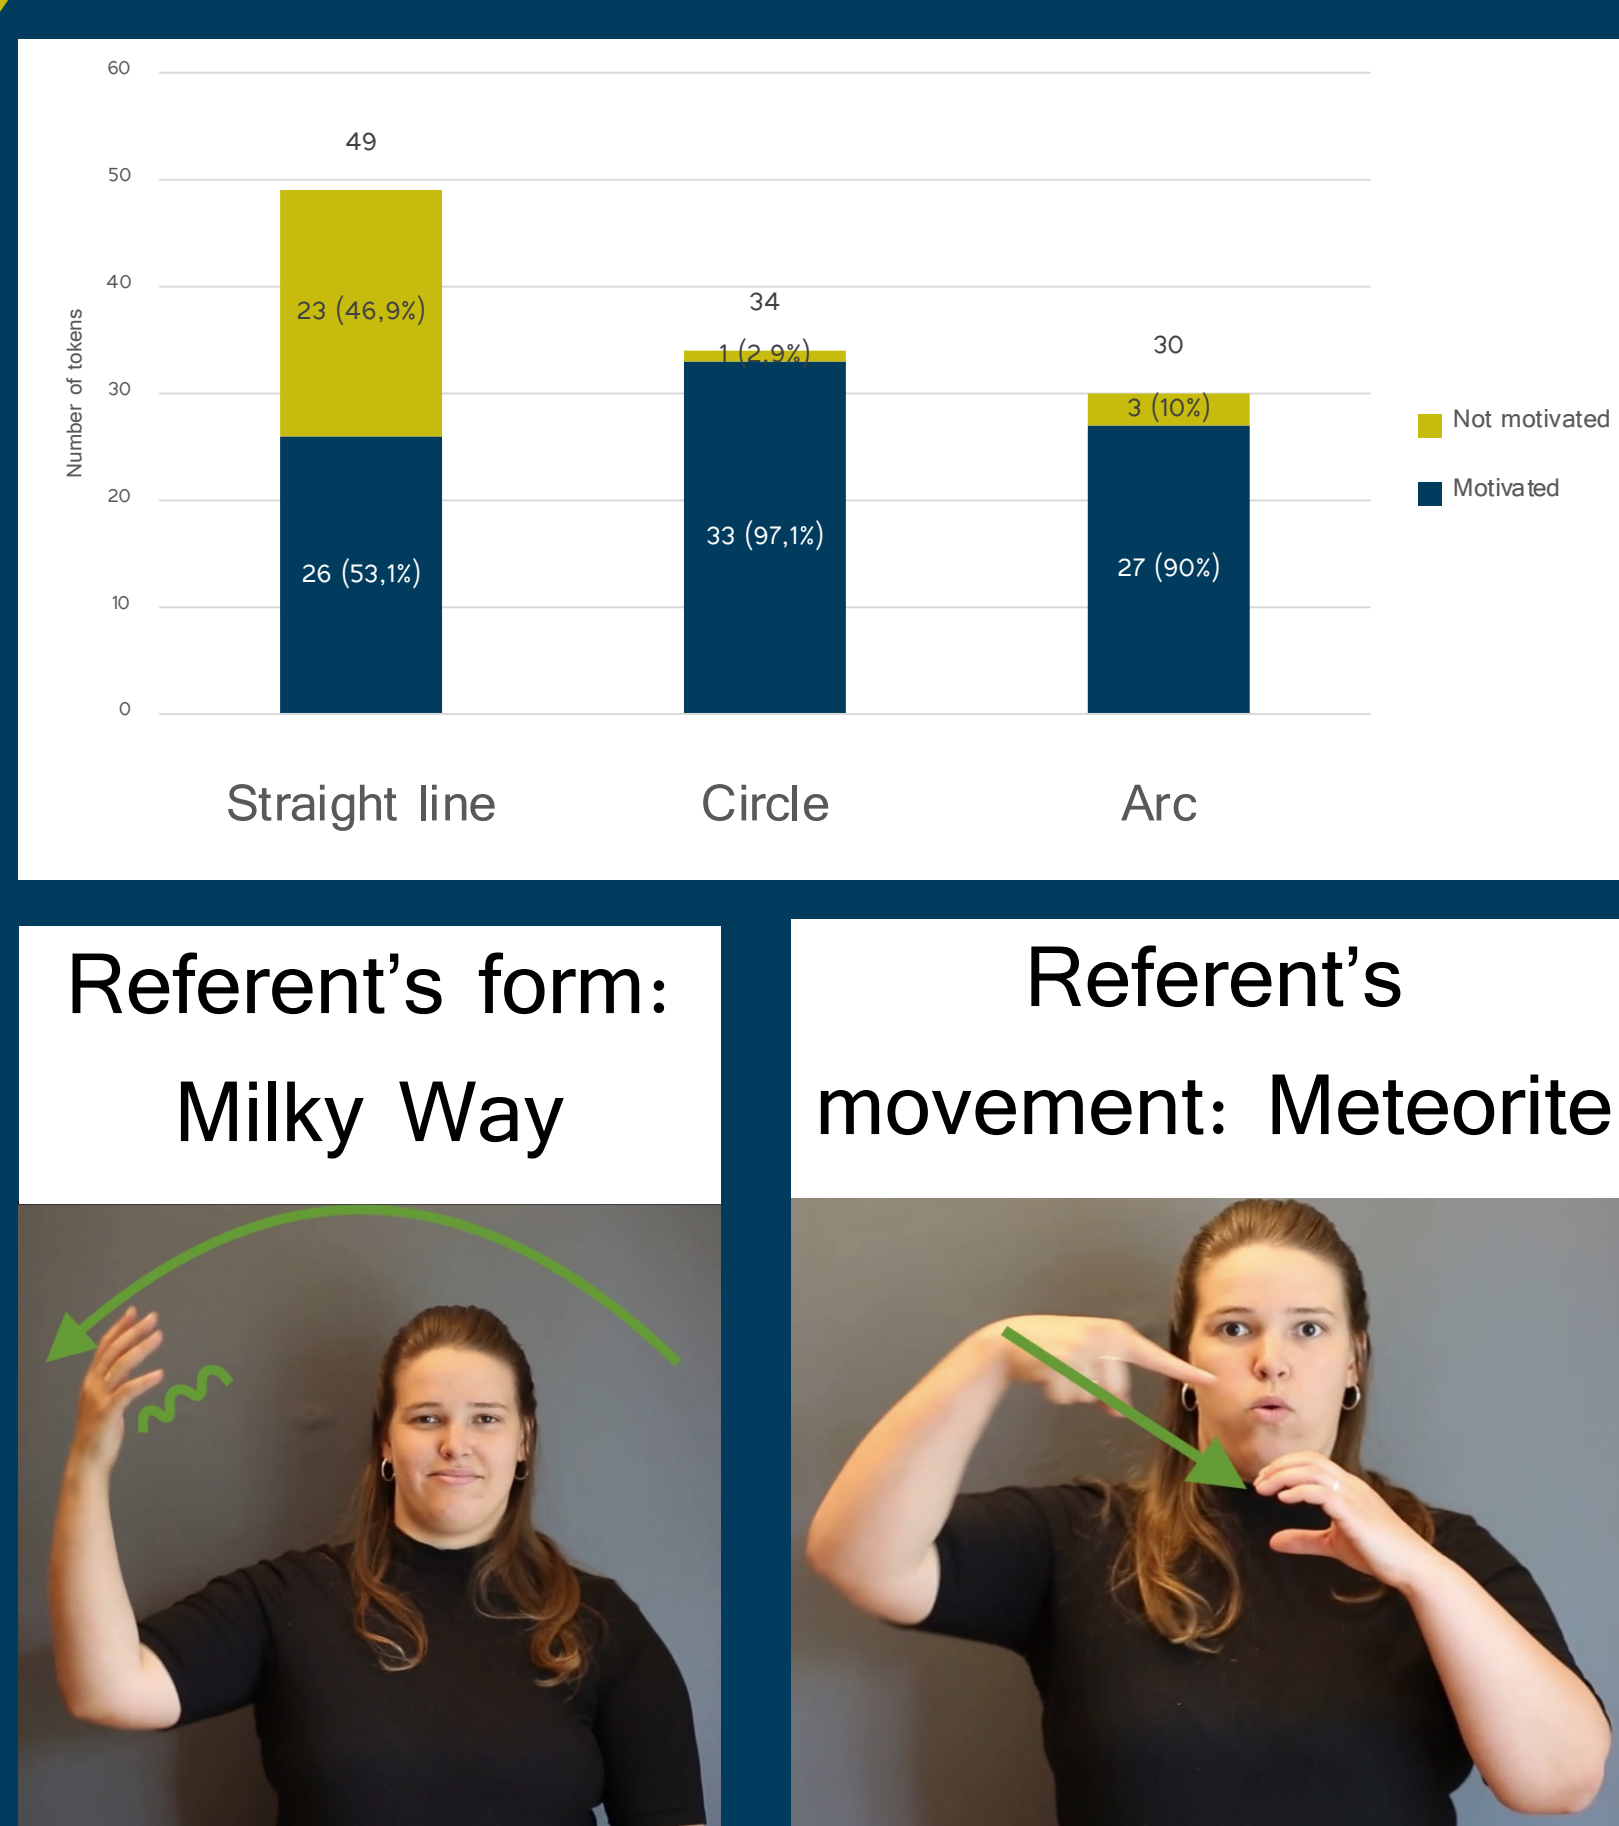 60
50
40
30
20
10
0
Number of tokens
49
23 (46,9%)
26 (53,1%)
34
1 (2,9%)
33 (97,1%)
30
3 (10%)
27 (90%)
Not motivated
Motivated
Straight line
Circle
Arc
Referent's form:
Milky Way
Referent's
movement: Meteorite